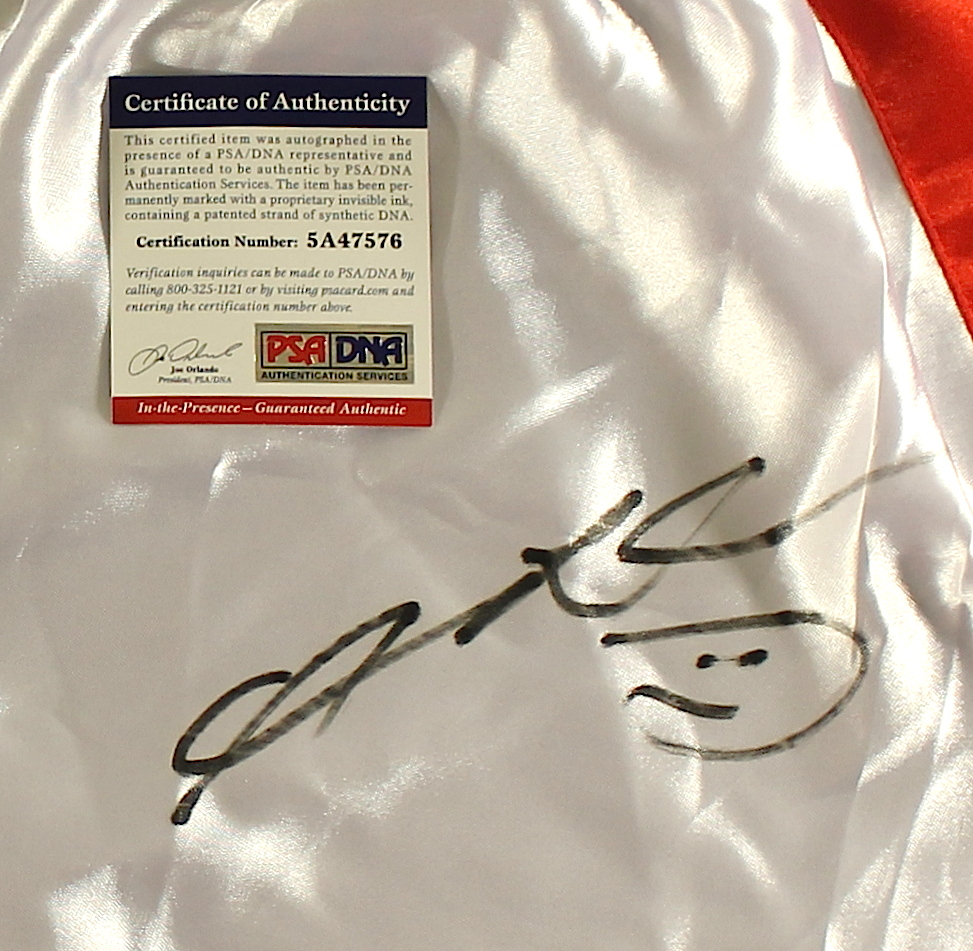 Certificate of Authenticity
This certified item was autographed in the
presence of a PSA/DNA representative and
is guaranteed to be authentic by PSA/DNA
Authentication Services. The item has been per-
manently marked with a proprietary invisible ink,
containing a patented strand of synthetic DNA.
Certification Number: 5A47576
Verification inquiries can be made to PSA/DNA by
calling 800-325-1121 or by visiting psacard.com and
entering the certification number above.
Joe Orlando
President, PSA/DNA
PSA DNA
AUTHENTICATION SERVICES
In-the-Presence – Guaranteed Authentic